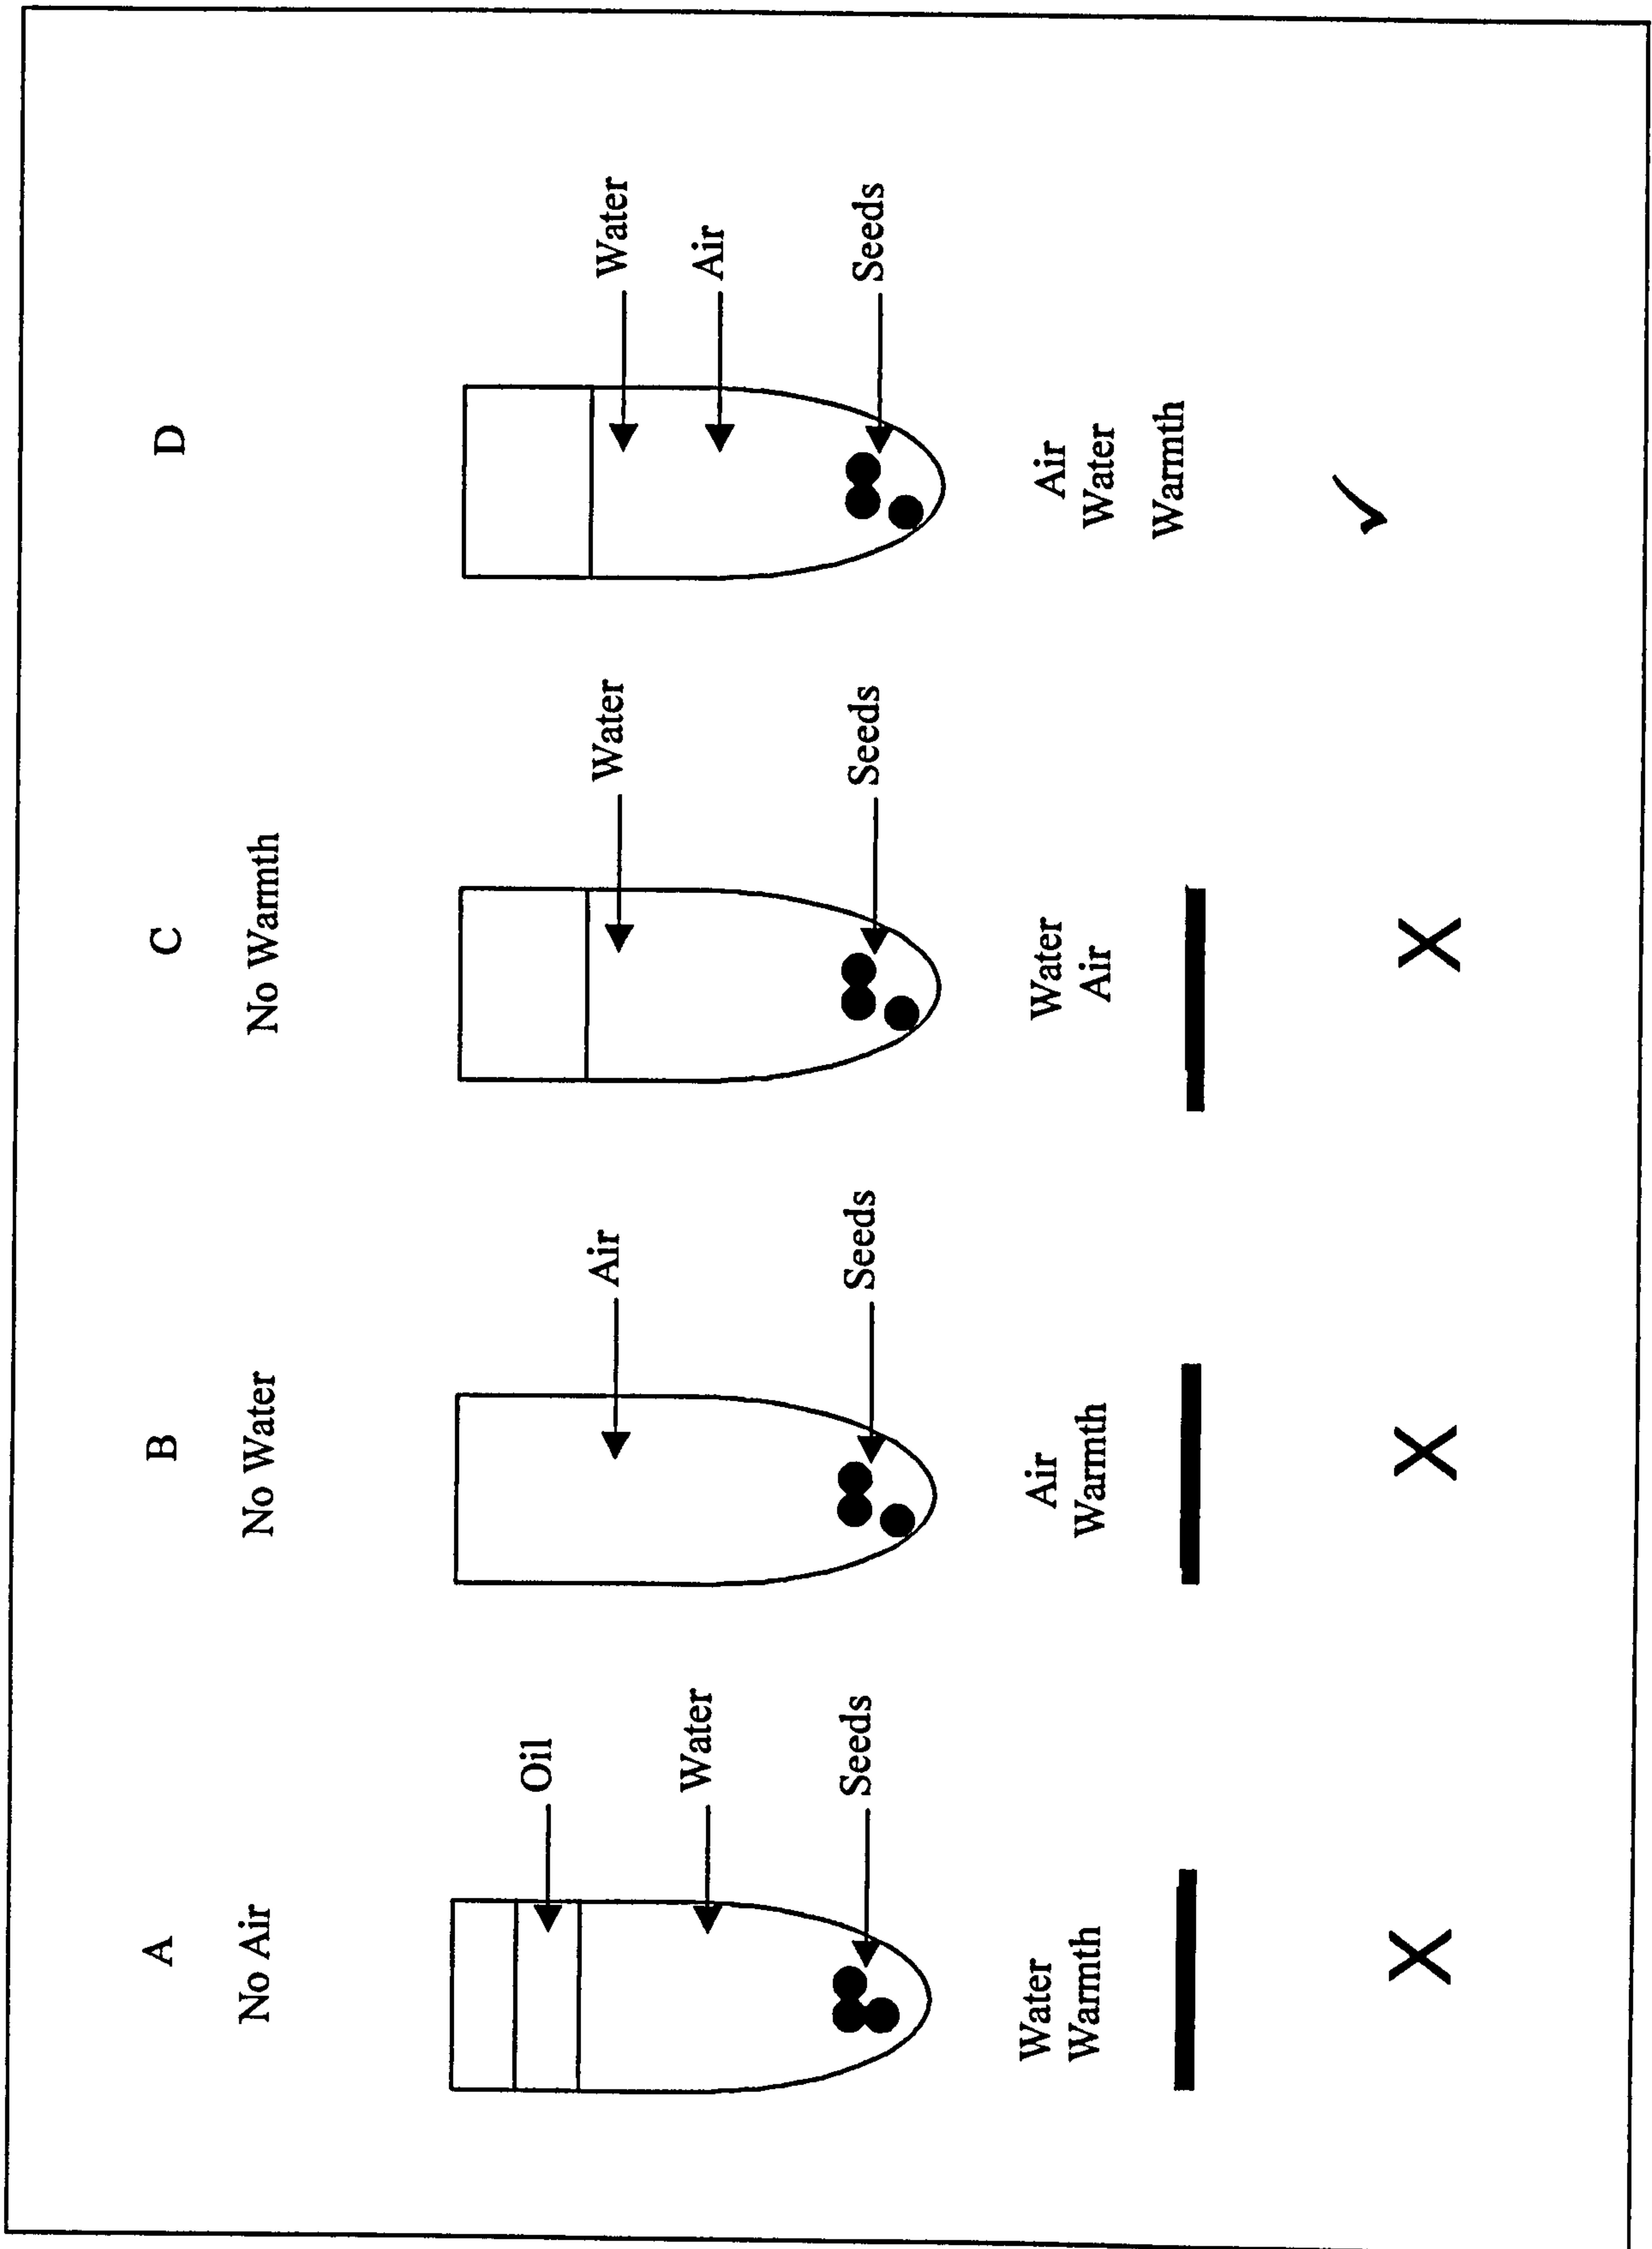 A
B
C
D
No Air
No Water
No Warmth
Oil
Water
Seeds
Air
Seeds
Water
Seeds
Water
Air
Seeds
Water
Warmth
Air
Warmth
Water
Air
Air
Water
Warmth
X
X
X
✓